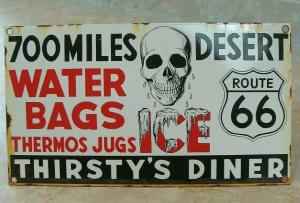 700 MILES DESERT
WATER
BAGS
THERMOS JUGS
ICE
ROUTE
66
THIRSTY'S DINER